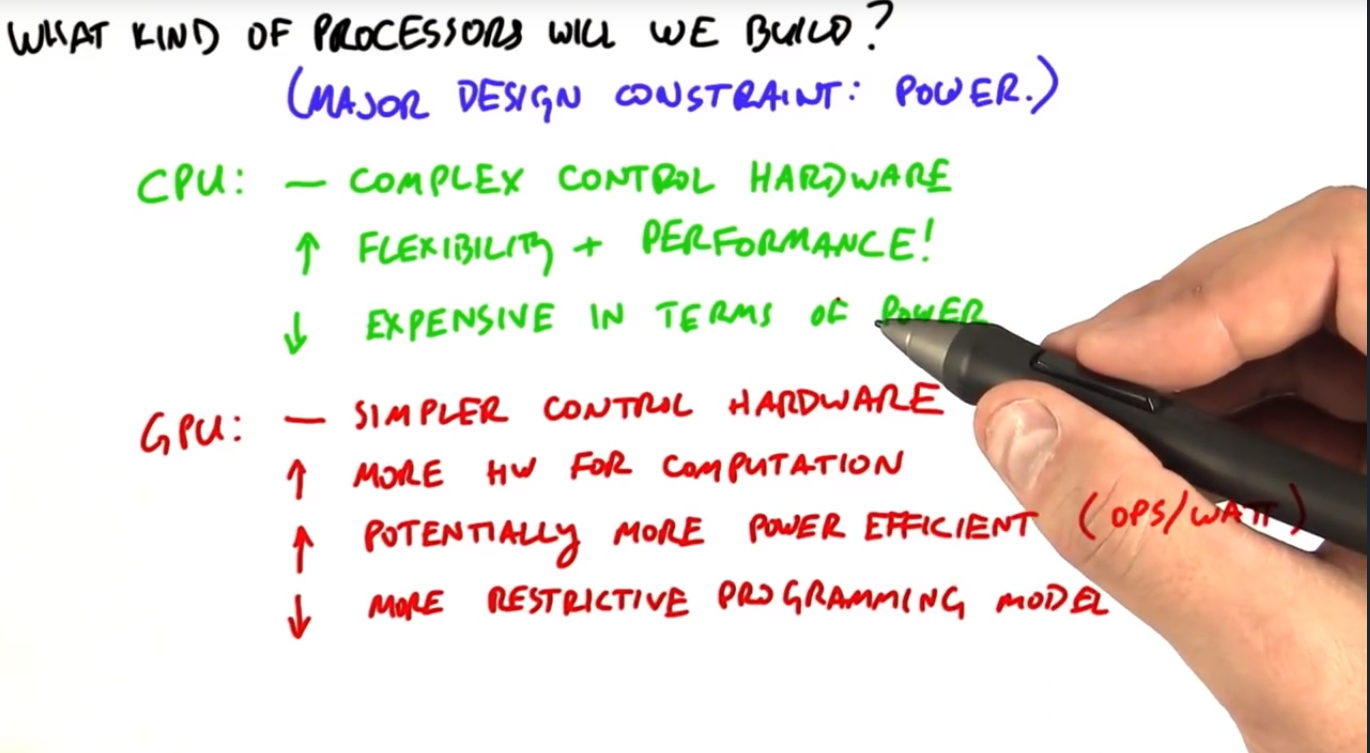 WHAT KIND OF PROCESSORS WILL WE BUILD?
(MAJOR DESIGN CONSTRAINT: POWER.)
CPU: — COMPLEX CONTROL HARDWARE
↑ FLEXIBILITY + PERFORMANCE!
↓ EXPENSIVE IN TERMS OF POWER
GPU: — SIMPLER CONTROL HARDWARE
↑ MORE HW FOR COMPUTATION
↑ POTENTIALLY MORE POWER EFFICIENT (OPS/WATT)
↓ MORE RESTRICTIVE PROGRAMMING MODEL